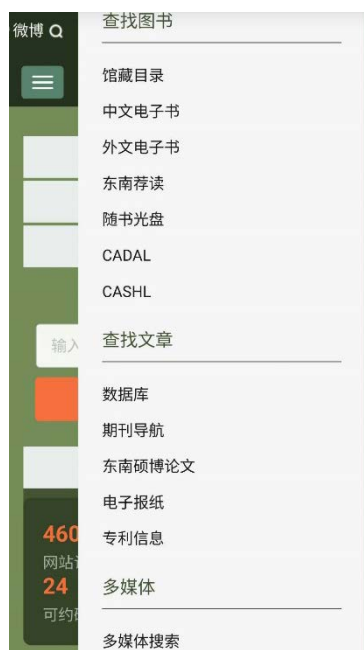 微博
查找图书
馆藏目录
中文电子书
外文电子书
东南荐读
随书光盘
CADAL
CASHL
输入
查找文章
数据库
期刊导航
东南硕博论文
电子报纸
专利信息
460
网站
24
可约
多媒体
多媒体搜索